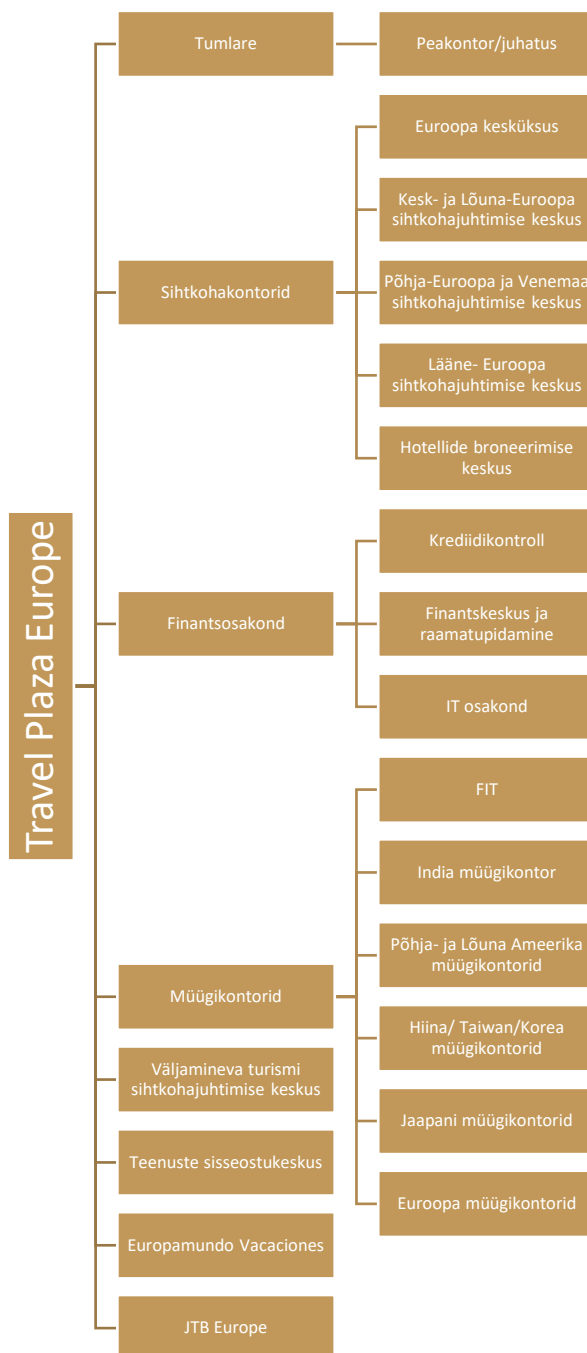 Travel Plaza Europe
Tumlare
Peakontor/juhatus
Sihtkohakontorid
Euroopa kesküksus
Kesk- ja Lõuna-Euroopa
sihtkohajuhtimise keskus
Põhja-Euroopa ja Venemaa
sihtkohajuhtimise keskus
Lääne- Euroopa
sihtkohajuhtimise keskus
Hotellide broneerimise
keskus
Finantsosakond
Krediidikontroll
Finantskeskus ja
raamatupidamine
IT osakond
Müügikontorid
FIT
India müügikontor
Põhja- ja Lõuna Ameerika
müügikontorid
Hiina/ Taiwan/Korea
müügikontorid
Jaapani müügikontorid
Euroopa müügikontorid
Väljamineva turismi
sihtkohajuhtimise keskus
Teenuste sisseostukeskus
Europamundo Vacaciones
JTB Europe